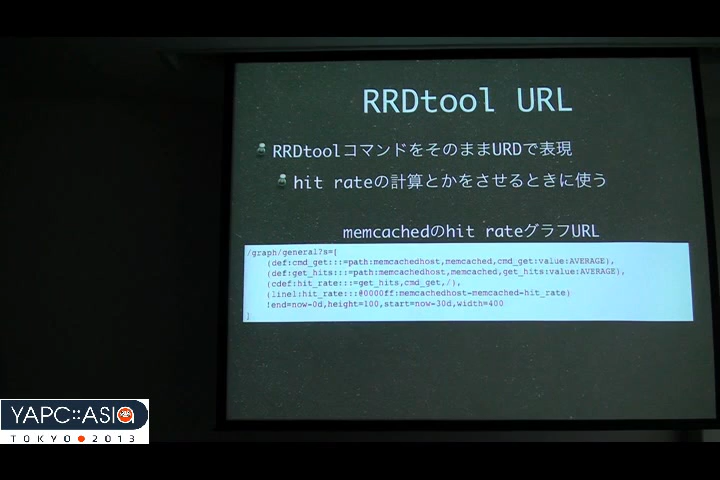 RRDtool URL
RRDtoolコマンドをそのままURDで表現
hit rateの計算とかをさせるときに使う
memcachedのhit rateグラフURL
/graph/general?s=[
(def:cmd_get:::=path:memcachedhost,memcached,cmd_get:value:AVERAGE),
(def:get_hits:::=path:memcachedhost,memcached,get_hits:value:AVERAGE),
(cdef:hit_rate:::=get_hits,cmd_get,/),
(line1:hit_rate:::@0000ff:memcachedhost-memcached-hit_rate)
!end=now-0d,height=100,start=now-30d,width=400
]
YAPC::ASIA
TOKYO 2013